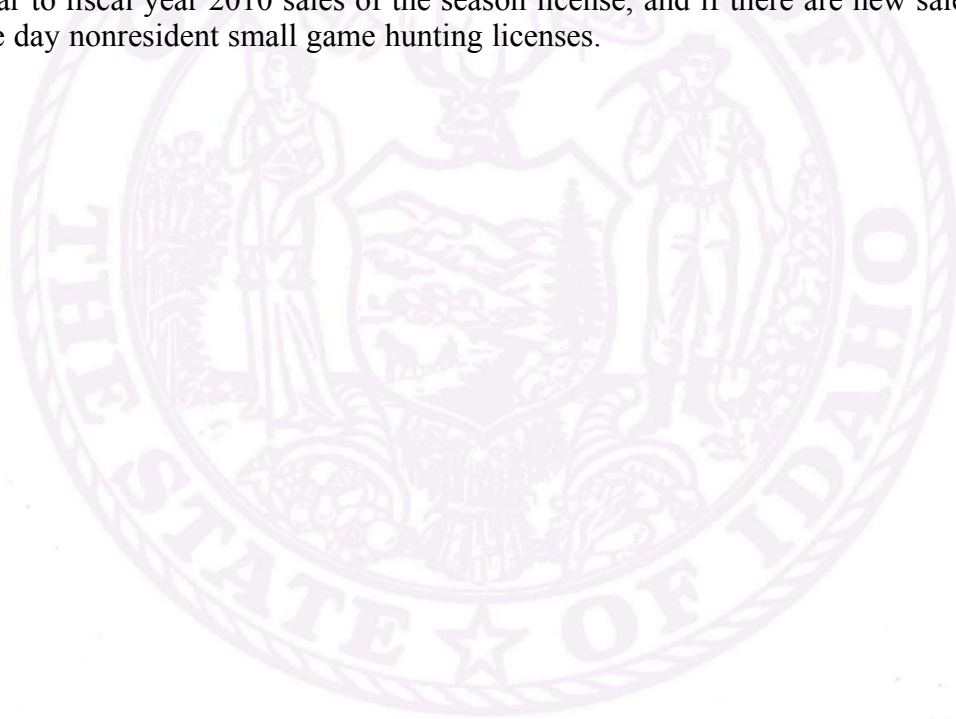 ar to fiscal year 2010 sales of the season license, and if there are new sale
e day nonresident small game hunting licenses.
THE STATE OF IDAHO